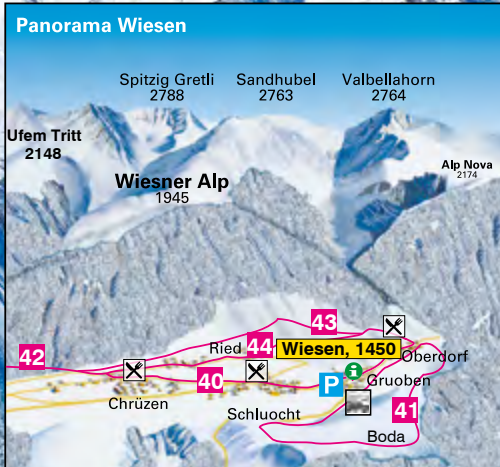 Panorama Wiesen
Spitzig Gretli
2788
Sandhubel
2763
Valbellahorn
2764
Ufem Tritt
2148
Alp Nova
2174
Wiesner Alp
1945
43
42
Ried
44
Wiesen, 1450
Oberdorf
40
P
i
Gruoben
Chrüzen
Schluocht
41
Boda